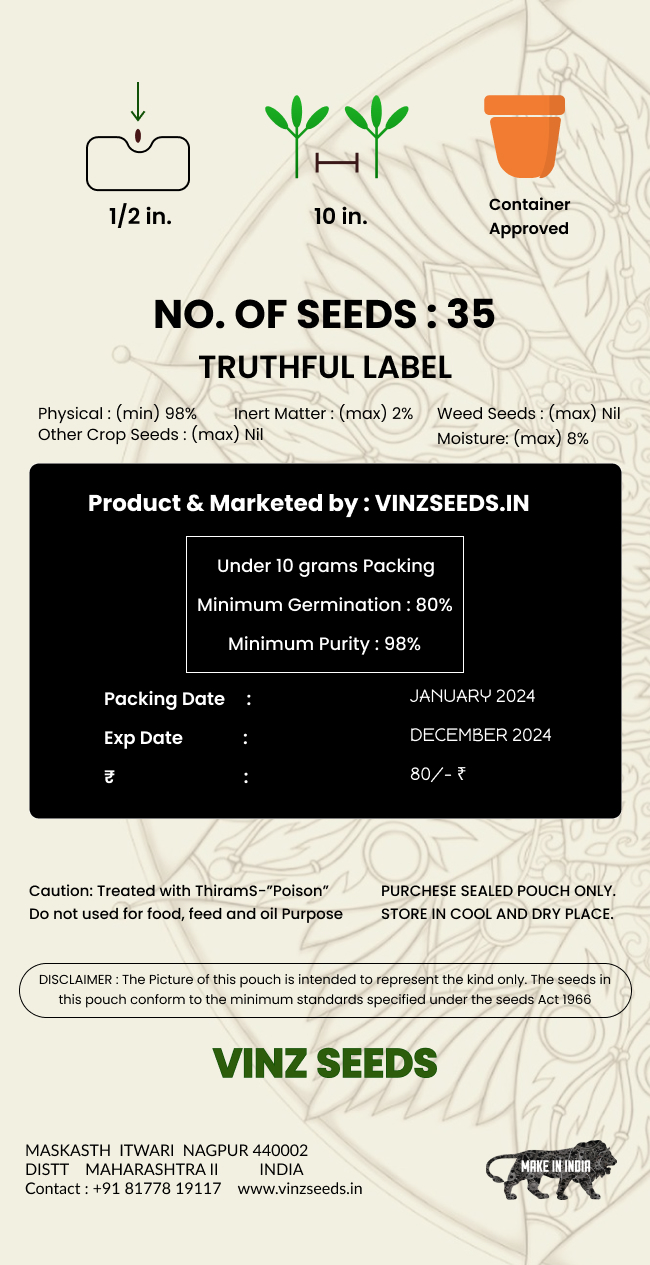 1/2 in.
10 in.
Container
Approved
NO. OF SEEDS : 35
TRUTHFUL LABEL
Physical : (min) 98% Inert Matter : (max) 2% Weed Seeds : (max) Nil
Other Crop Seeds : (max) Nil Moisture: (max) 8%
Product & Marketed by : VINZSEEDS.IN
Under 10 grams Packing
Minimum Germination : 80%
Minimum Purity : 98%
Packing Date : JANUARY 2024
Exp Date : DECEMBER 2024
₹ : 80/- ₹
Caution: Treated with ThiramS-”Poison” PURCHESE SEALED POUCH ONLY.
Do not used for food, feed and oil Purpose STORE IN COOL AND DRY PLACE.
DISCLAIMER : The Picture of this pouch is intended to represent the kind only. The seeds in
this pouch conform to the minimum standards specified under the seeds Act 1966
VINZ SEEDS
MASKASTH ITWARI NAGPUR 440002
DISTT MAHARASHTRA II INDIA
Contact : +91 81778 19117 www.vinzseeds.in
MAKE IN INDIA